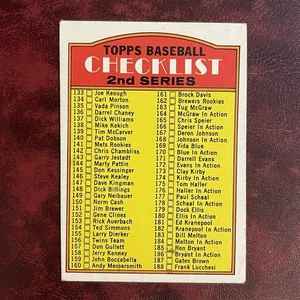 TOPPS BASEBALL
CHECKLIST
2nd SERIES
133 Joe Keough
134 Carl Morton
135 Vada Pinson
136 Darrel Chaney
137 Dick Williams
138 Mike Kekich
139 Tim McCarver
140 Pat Dobson
141 Mets Rookies
142 Chris Chambliss
143 Garry Jestadt
144 Marty Pattin
145 Don Kessinger
146 Steve Kealey
147 Dave Kingman
148 Dick Billings
149 Gary Neibauer
150 Norm Cash
151 Jim Brewer
152 Gene Clines
153 Rick Auerbach
154 Ted Simmons
155 Larry Dierker
156 Twins Team
157 Don Gullett
158 Jerry Kenney
159 John Boccabella
160 Andy Messersmith
161 Brock Davis
162 Brewers Rookies
163 Tug McGraw
164 McGraw In Action
165 Chris Speier
166 Speier In Action
167 Deron Johnson
168 Johnson In Action
169 Vida Blue
170 Blue In Action
171 Darrell Evans
172 Evans In Action
173 Clay Kirby
174 Kirby In Action
175 Tom Haller
176 Haller In Action
177 Paul Schaal
178 Schaal In Action
179 Dock Ellis
180 Ellis In Action
181 Ed Kranepool
182 Kranepool In Action
183 Bill Melton
184 Melton In Action
185 Ron Bryant
186 Bryant In Action
187 Gates Brown
188 Frank Lucchesi